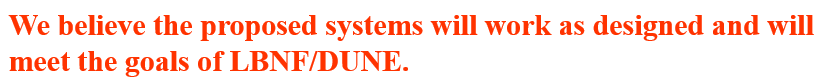 We believe the proposed systems will work as designed and will
meet the goals of LBNF/DUNE.